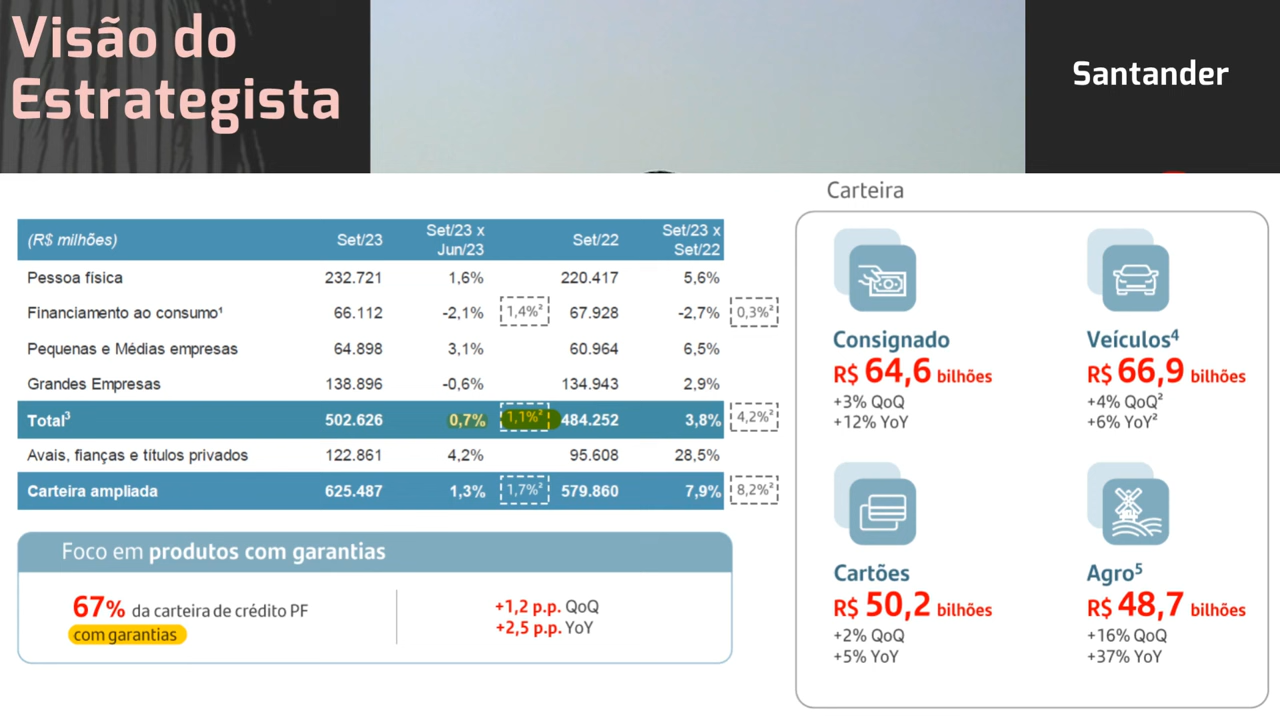 Visão do
Estrategista
Santander
(R$ milhões) Set/23 Set/23 x Jun/23 Set/22 Set/23 x Set/22
Pessoa física 232.721 1,6% 220.417 5,6%
Financiamento ao consumo¹ 66.112 -2,1% 1,4%² 67.928 -2,7% 0,3%²
Pequenas e Médias empresas 64.898 3,1% 60.964 6,5%
Grandes Empresas 138.896 -0,6% 134.943 2,9%
Total³ 502.626 0,7% 1,1%² 484.252 3,8% 4,2%²
Avais, fianças e títulos privados 122.861 4,2% 95.608 28,5%
Carteira ampliada 625.487 1,3% 1,7%² 579.860 7,9% 8,2%²
Foco em produtos com garantias
67% da carteira de crédito PF
com garantias
+1,2 p.p. QoQ
+2,5 p.p. YoY
Carteira
Consignado
R$ 64,6 bilhões
+3% QoQ
+12% YoY
Veículos⁴
R$ 66,9 bilhões
+4% QoQ²
+6% YoY²
Cartões
R$ 50,2 bilhões
+2% QoQ
+5% YoY
Agro⁵
R$ 48,7 bilhões
+16% QoQ
+37% YoY